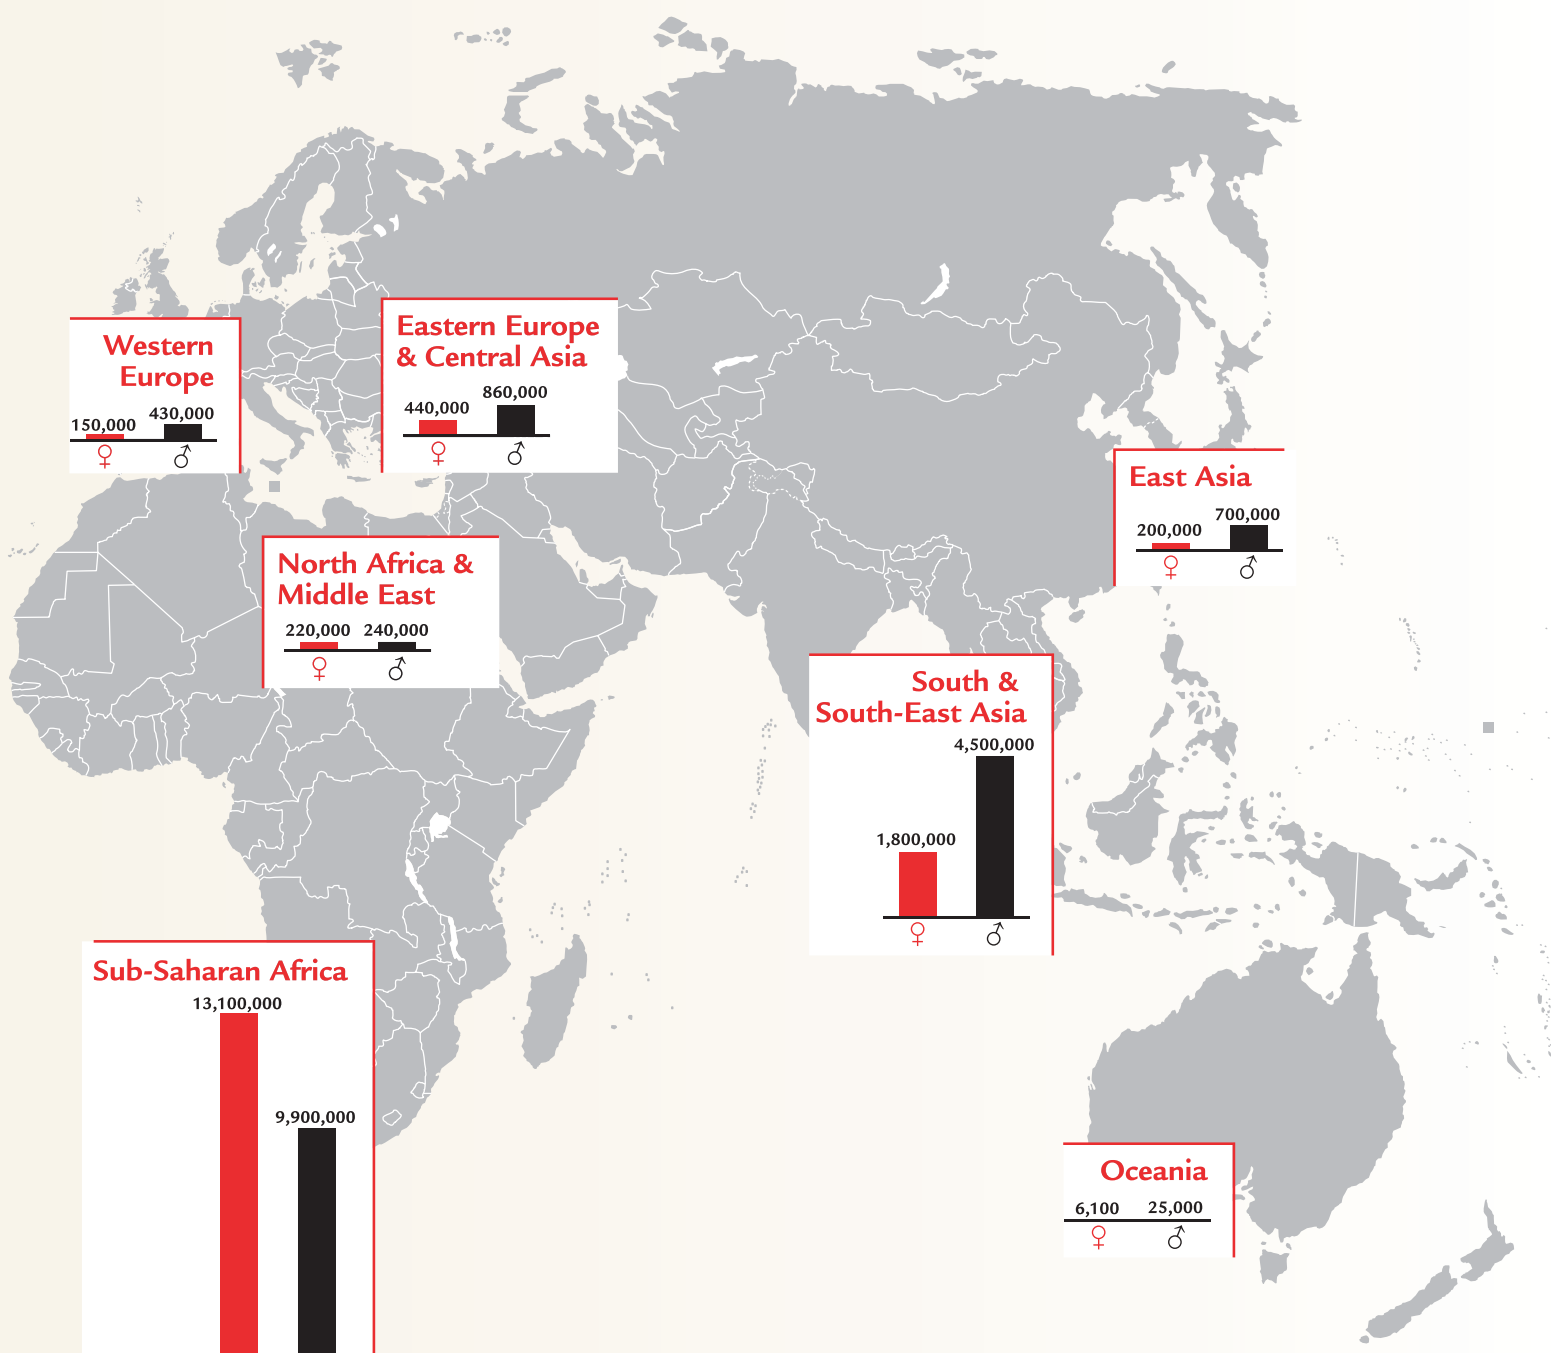 Western
Europe
150,000
430,000
♀
♂
Eastern Europe
& Central Asia
440,000
860,000
♀
♂
East Asia
200,000
700,000
♀
♂
North Africa &
Middle East
220,000
240,000
♀
♂
South &
South-East Asia
4,500,000
1,800,000
♀
♂
Sub-Saharan Africa
13,100,000
9,900,000
Oceania
6,100
25,000
♀
♂